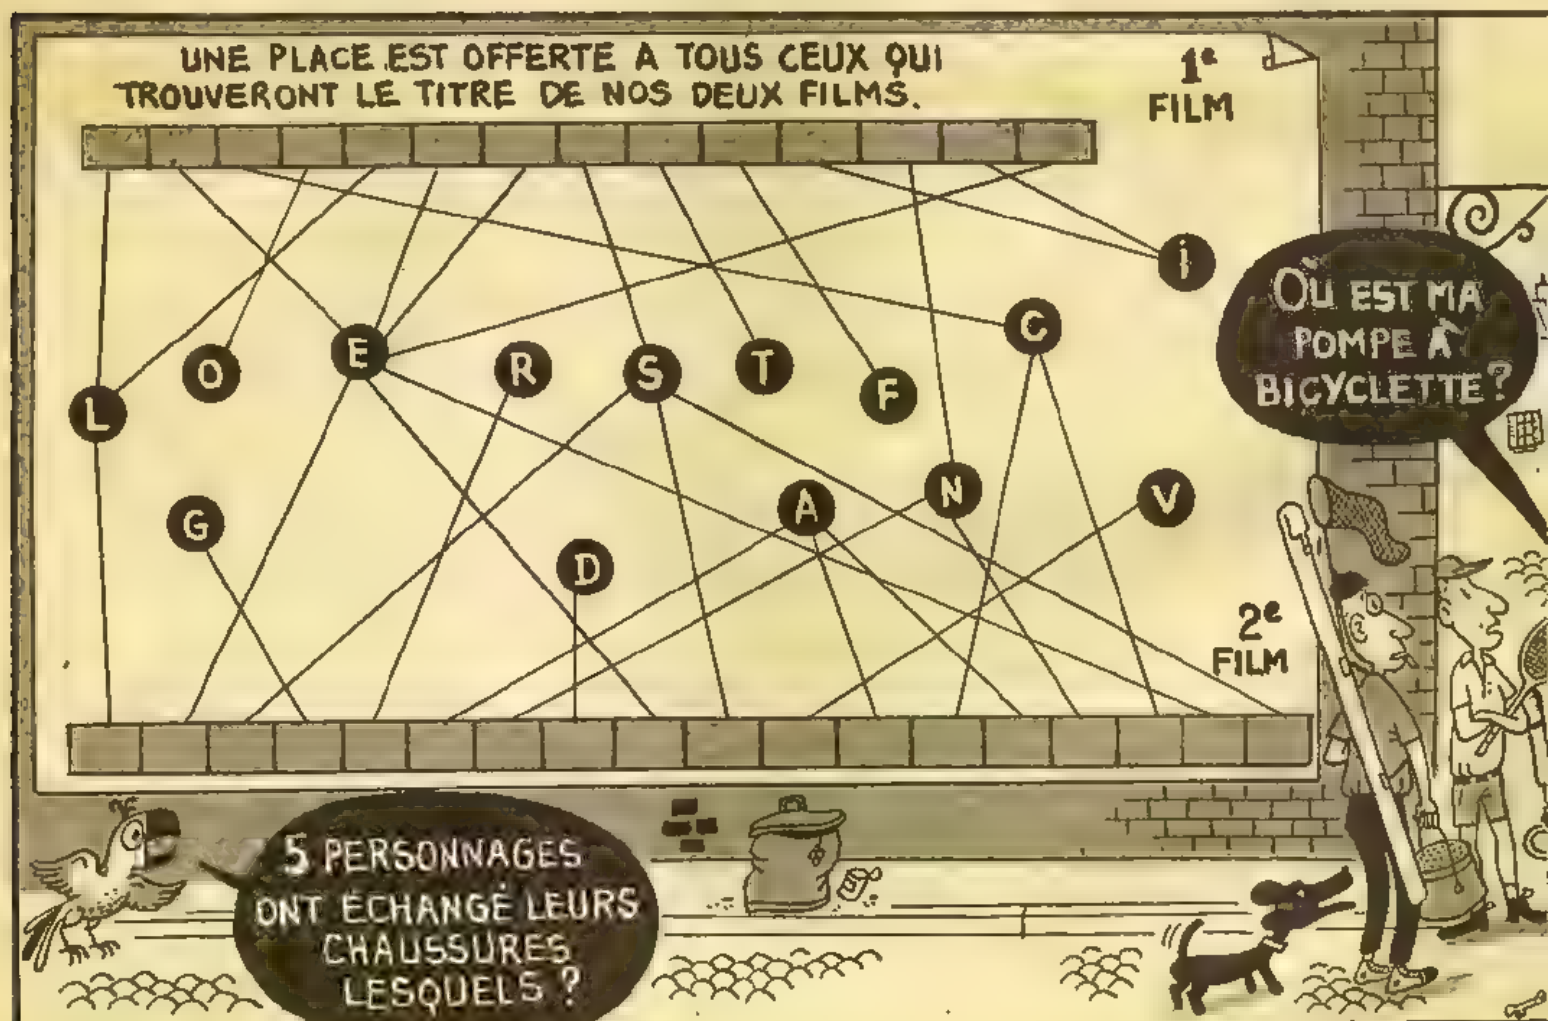 UNE PLACE EST OFFERTE A TOUS CEUX QUI
TROUVERONT LE TITRE DE NOS DEUX FILMS.
1e
FILM
i
OÙ EST MA
POMPE À
BICYCLETTE?
L
O
E
R
S
T
F
C
G
D
A
N
V
2e
FILM
5 PERSONNAGES
ONT ÉCHANGÉ LEURS
CHAUSSURES
LESQUELS ?